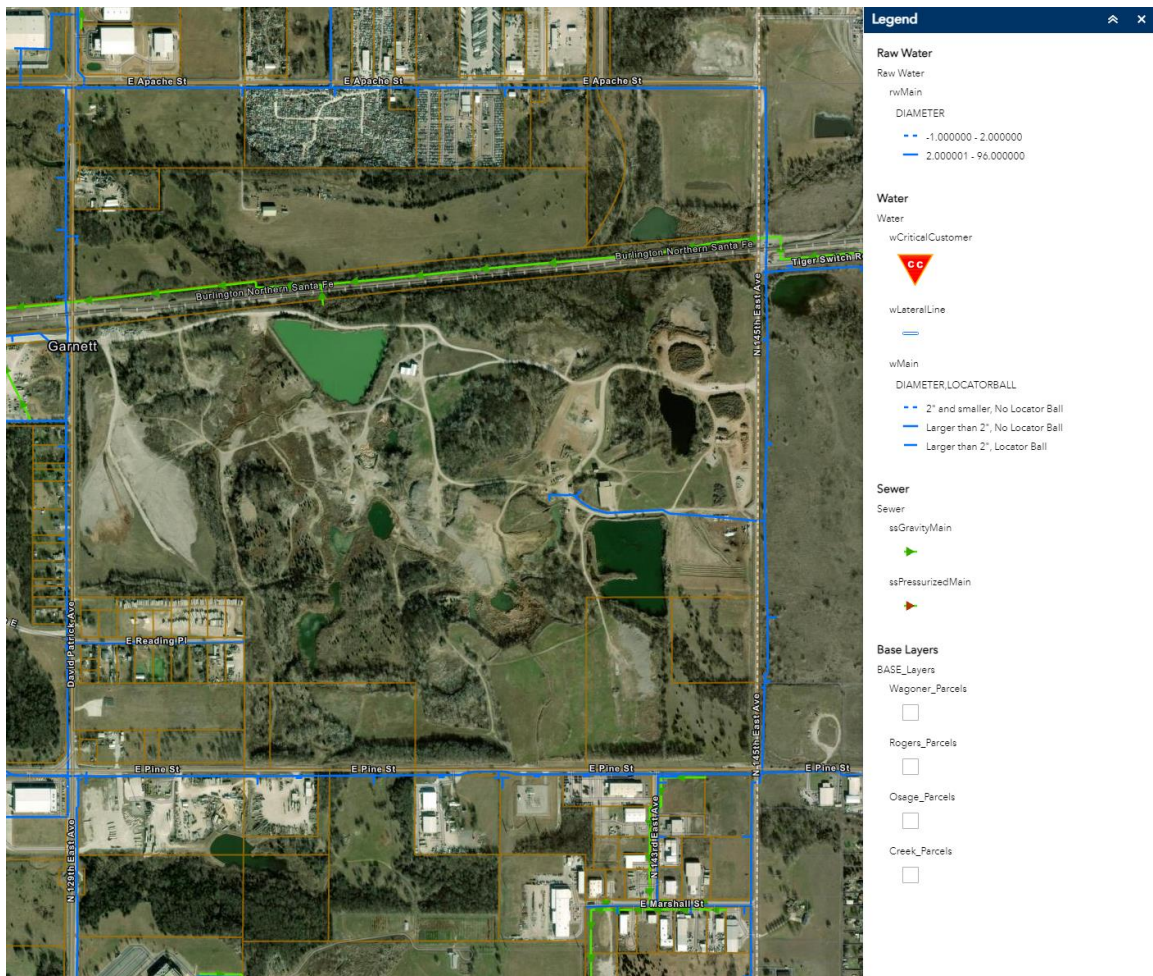 E Apache St
E Apache St
E Apache St
Burlington Northern Santa Fe
Burlington Northern Santa Fe
Tiger Switch R
N 145th East Ave
Garnett
David Patrick Ave
E Reading Pl
N 145th East Ave
E Pine St
E Pine St
E Pine St
E Pine St
N 129th East Ave
N 143rd East Ave
E Marshall St
Legend
Raw Water
Raw Water
rwMain
DIAMETER
-1.000000 - 2.000000
2.000001 - 96.000000
Water
Water
wCriticalCustomer
C C
wLateralLine
wMain
DIAMETER,LOCATORBALL
2" and smaller, No Locator Ball
Larger than 2", No Locator Ball
Larger than 2", Locator Ball
Sewer
Sewer
ssGravityMain
ssPressurizedMain
Base Layers
BASE_Layers
Wagoner_Parcels
Rogers_Parcels
Osage_Parcels
Creek_Parcels